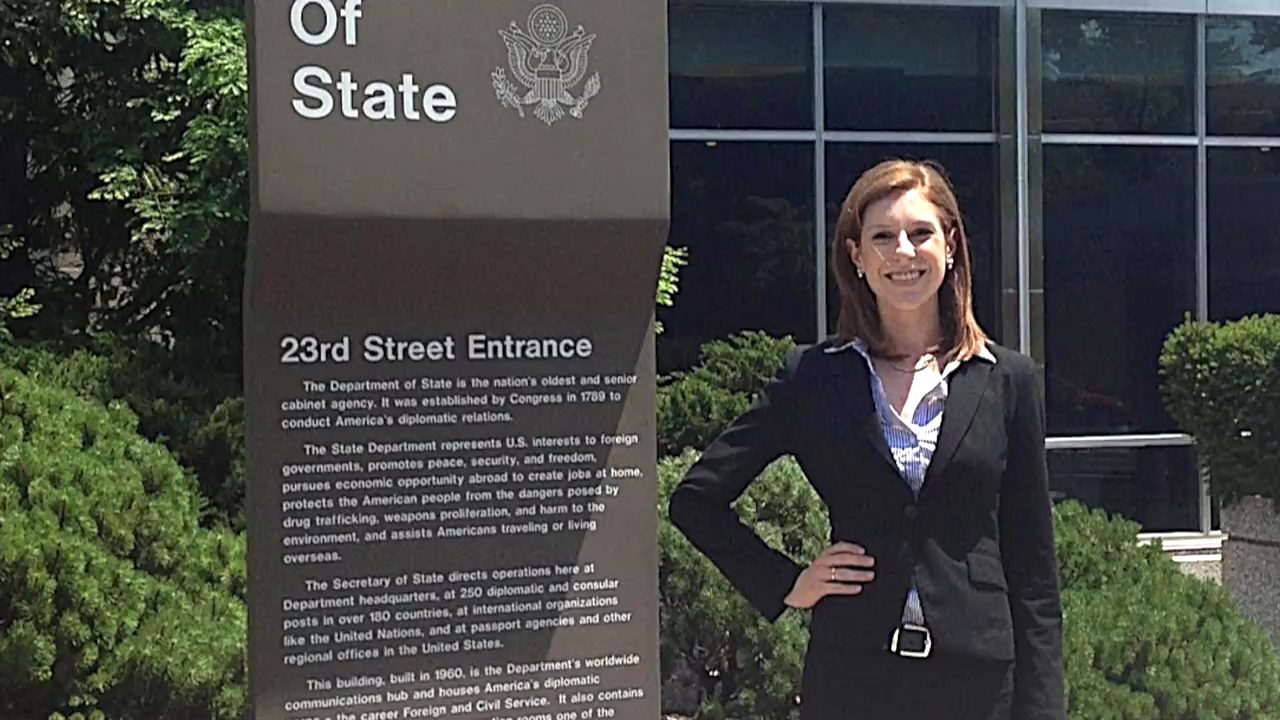 Of
State
23rd Street Entrance
The Department of State is the nation's oldest and senior
cabinet agency. It was established by Congress in 1789 to
conduct America's diplomatic relations.
The State Department represents U.S. interests to foreign
governments, promotes peace, security, and freedom,
pursues economic opportunity abroad to create jobs at home,
protects the American people from the dangers posed by
drug trafficking, weapons proliferation, and harm to the
environment, and assists Americans traveling or living
overseas.
The Secretary of State directs operations here at
Department headquarters, at 250 diplomatic and consular
posts in over 180 countries, at international organizations
like the United Nations, and at passport agencies and other
regional offices in the United States.
This building, built in 1960, is the Department's worldwide
communications hub and houses America's diplomatic
the career Foreign and Civil Service. It also contains
rooms one of the